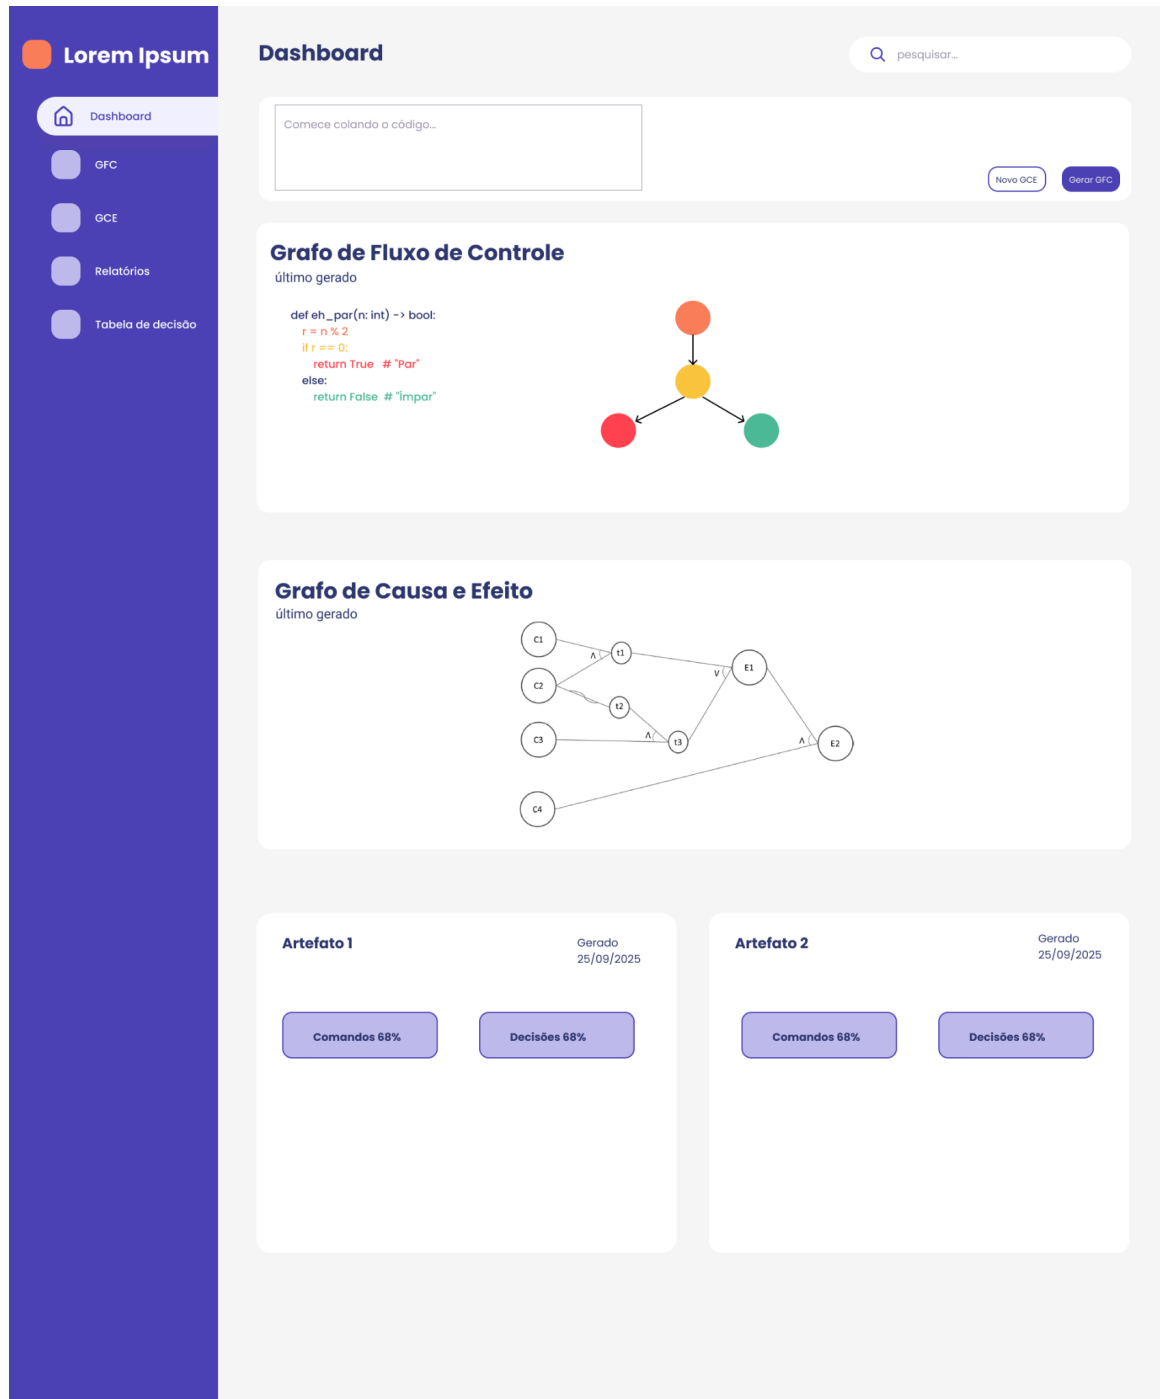 Lorem Ipsum
Dashboard
GFC
GCE
Relatórios
Tabela de decisão
Dashboard
pesquisar...
Comece colando o código...
Novo GCE
Gerar GFC
Grafo de Fluxo de Controle
último gerado
def eh_par(n: int) -> bool:
r = n % 2
if r == 0:
return True # "Par"
else:
return False # "Ímpar"
Grafo de Causa e Efeito
último gerado
C1
t1
Λ
E1
V
C2
t2
Λ
C3
t3
Λ
E2
C4
Artefato 1
Gerado
25/09/2025
Comandos 68%
Decisões 68%
Artefato 2
Gerado
25/09/2025
Comandos 68%
Decisões 68%